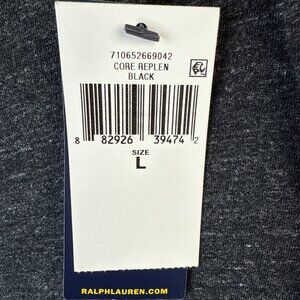 710652669042
CORE REPLEN
BLACK
8 82926 39474 2
SIZE
L
RALPHLAUREN.COM